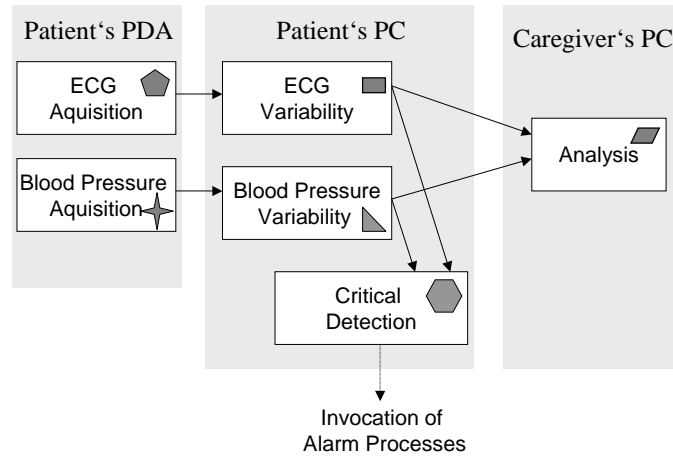 Patient‘s PDA
ECG
Aquisition
Blood Pressure
Aquisition
Patient‘s PC
ECG
Variability
Blood Pressure
Variability
Critical
Detection
Invocation of
Alarm Processes
Caregiver‘s PC
Analysis